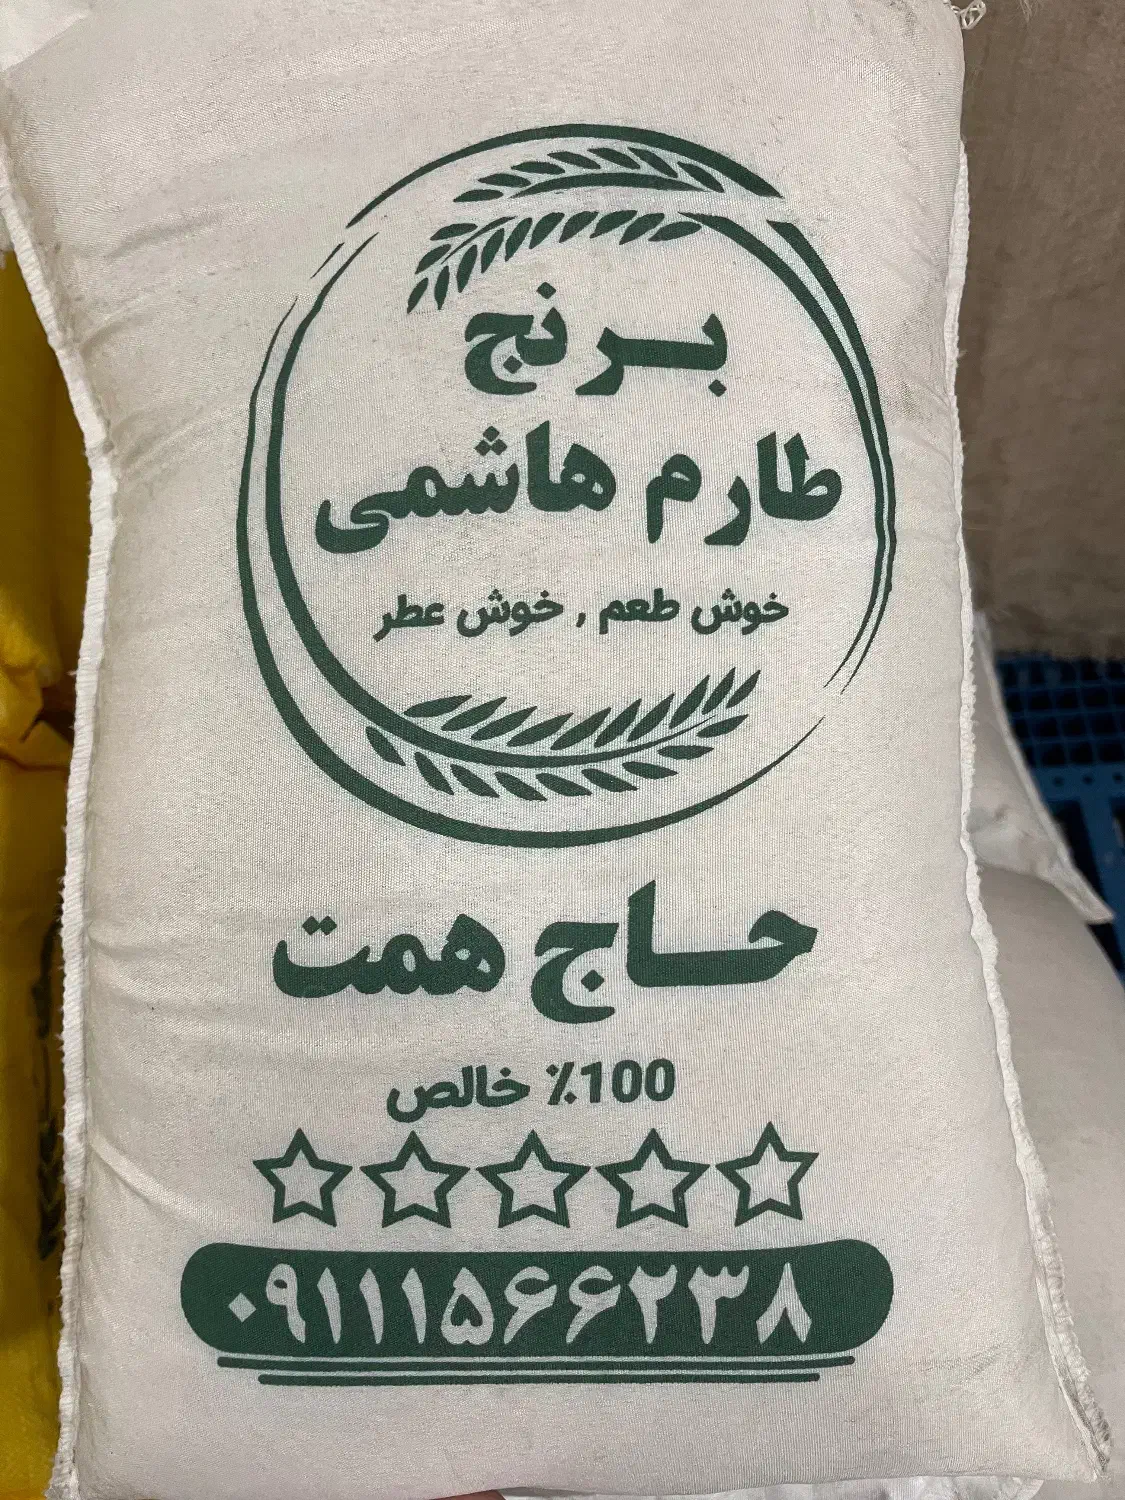 برنج
طارم هاشمی
خوش طعم , خوش عطر
حاج همت
100٪ خالص
۰۹۱۱۱۵۶۶۲۳۸